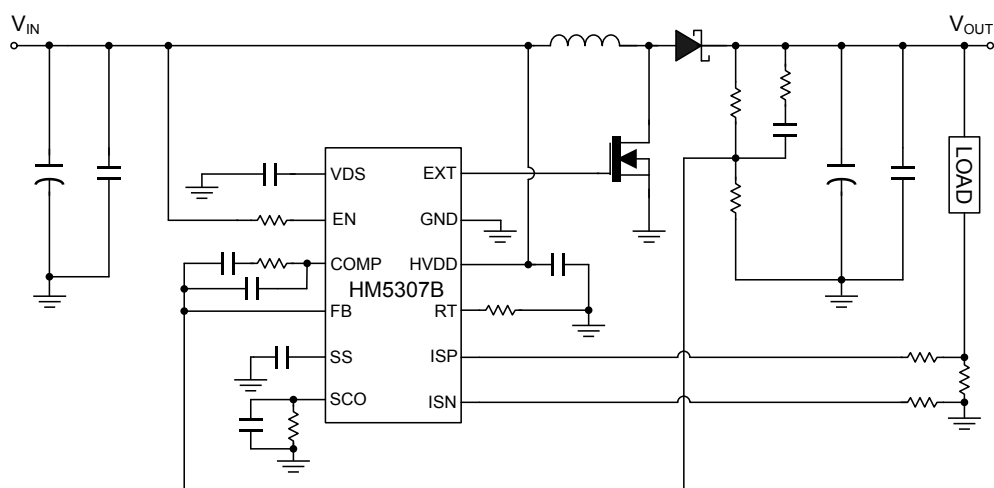 VIN
VOUT
VDS
EXT
EN
GND
COMP
HVDD
HM5307B
FB
RT
SS
ISP
SCO
ISN
LOAD